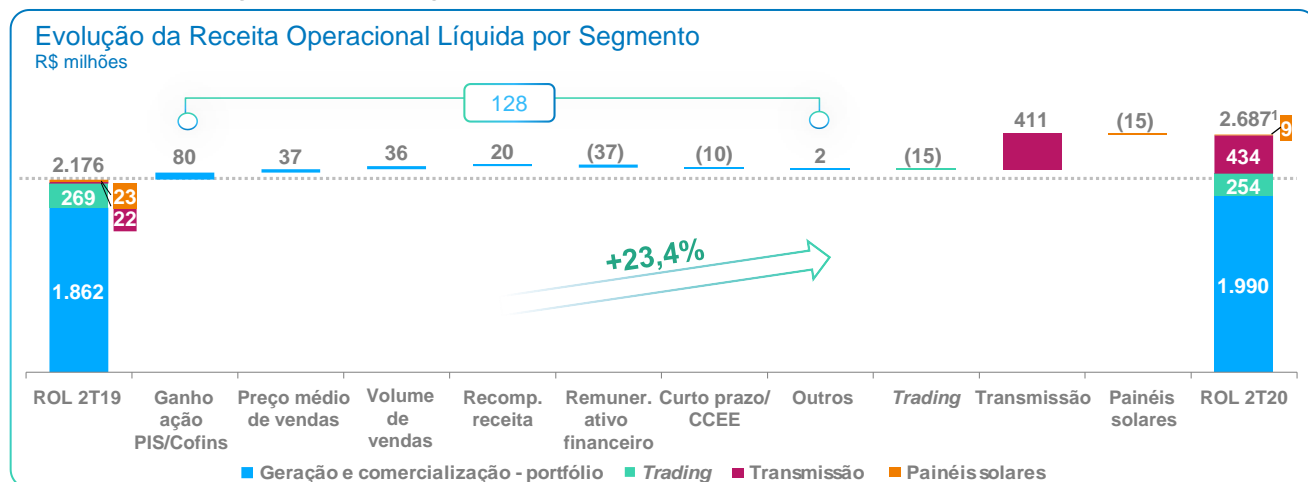 Evolução da Receita Operacional Líquida por Segmento
R$ milhões
128
2.176
80
37
36
20
(37)
(10)
2
(15)
411
(15)
2.687¹
9
434
254
1.990
269
23
22
1.862
+23,4%
ROL 2T19
Ganho
ação
PIS/Cofins
Preço médio
de vendas
Volume
de
vendas
Recomp.
receita
Remuner.
ativo
financeiro
Curto prazo/
CCEE
Outros
Trading
Transmissão
Painéis
solares
ROL 2T20
Geração e comercialização - portfólio
Trading
Transmissão
Painéis solares